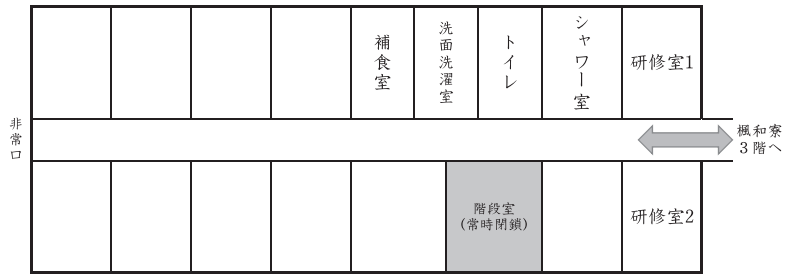 補食室
洗面洗濯室
トイレ
シャワー室
研修室1
非常口
楓和寮
3階へ
階段室
(常時閉鎖)
研修室2